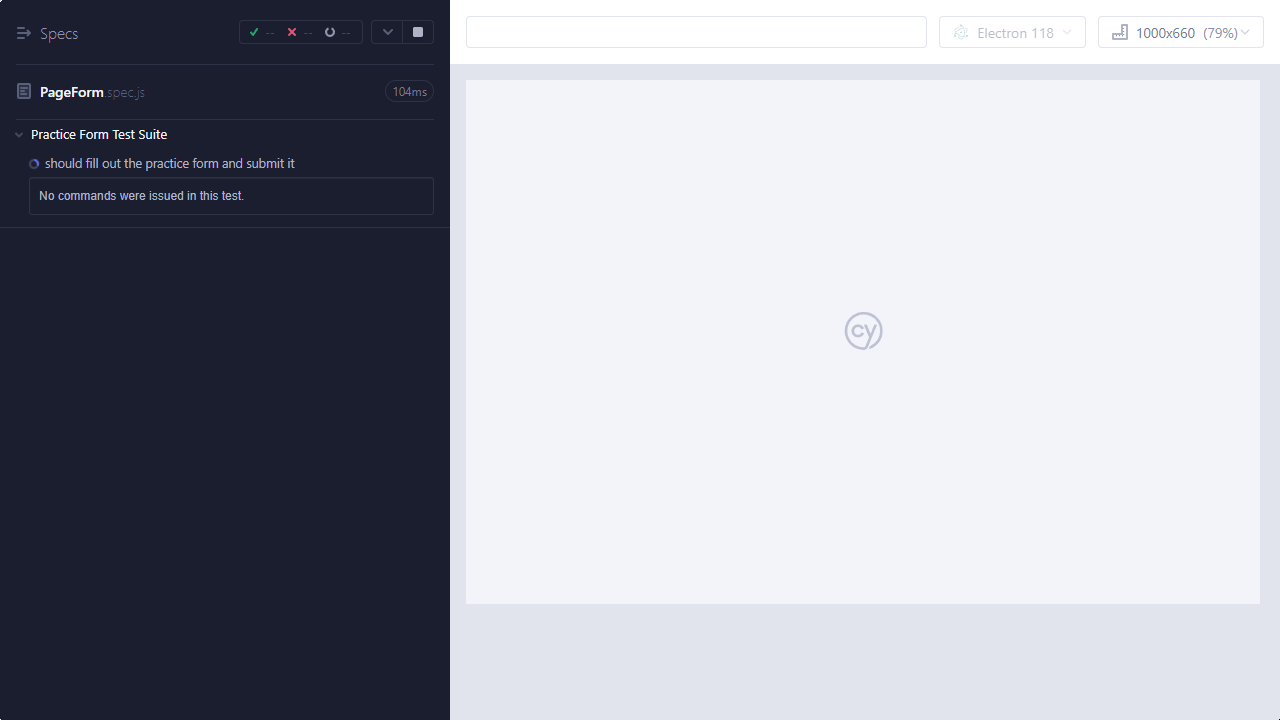 Specs
--
--
--
Electron 118
1000x660 (79%)
PageForm.spec.js
104ms
Practice Form Test Suite
should fill out the practice form and submit it
No commands were issued in this test.
cy